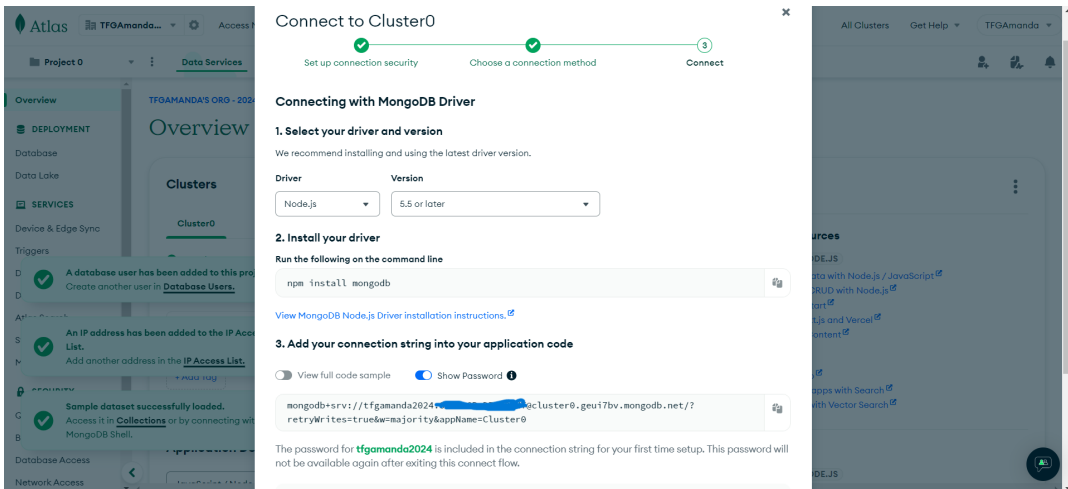 Atlas
TFGAmanda...
Access
All Clusters
Get Help
TFGAmanda
Project 0
Data Services
Overview
DEPLOYMENT
Database
Data Lake
SERVICES
Device & Edge Sync
Triggers
Database Access
Network Access
TFGAMANDA'S ORG - 2024
Overview
Clusters
Cluster0
+ Add Tag
A database user has been added to this proj
Create another user in Database Users.
An IP address has been added to the IP Acce
List.
Add another address in the IP Access List.
Sample dataset successfully loaded.
Access it in Collections or by connecting wit
MongoDB Shell.
Connect to Cluster0
Set up connection security
Choose a connection method
3
Connect
Connecting with MongoDB Driver
1. Select your driver and version
We recommend installing and using the latest driver version.
Driver
Version
Node.js
5.5 or later
2. Install your driver
Run the following on the command line
npm install mongodb
View MongoDB Node.js Driver installation instructions.
3. Add your connection string into your application code
View full code sample
Show Password
mongodb+srv://tfgamanda2024: @cluster0.geui7bv.mongodb.net/?
retryWrites=true&w=majority&appName=Cluster0
The password for tfgamanda2024 is included in the connection string for your first time setup. This password will
not be available again after exiting this connect flow.
urces
DE.JS
ata with Node.js / JavaScript
CRUD with Node.js
tart
t.js and Vercel
ontent
apps with Search
with Vector Search
DE.JS